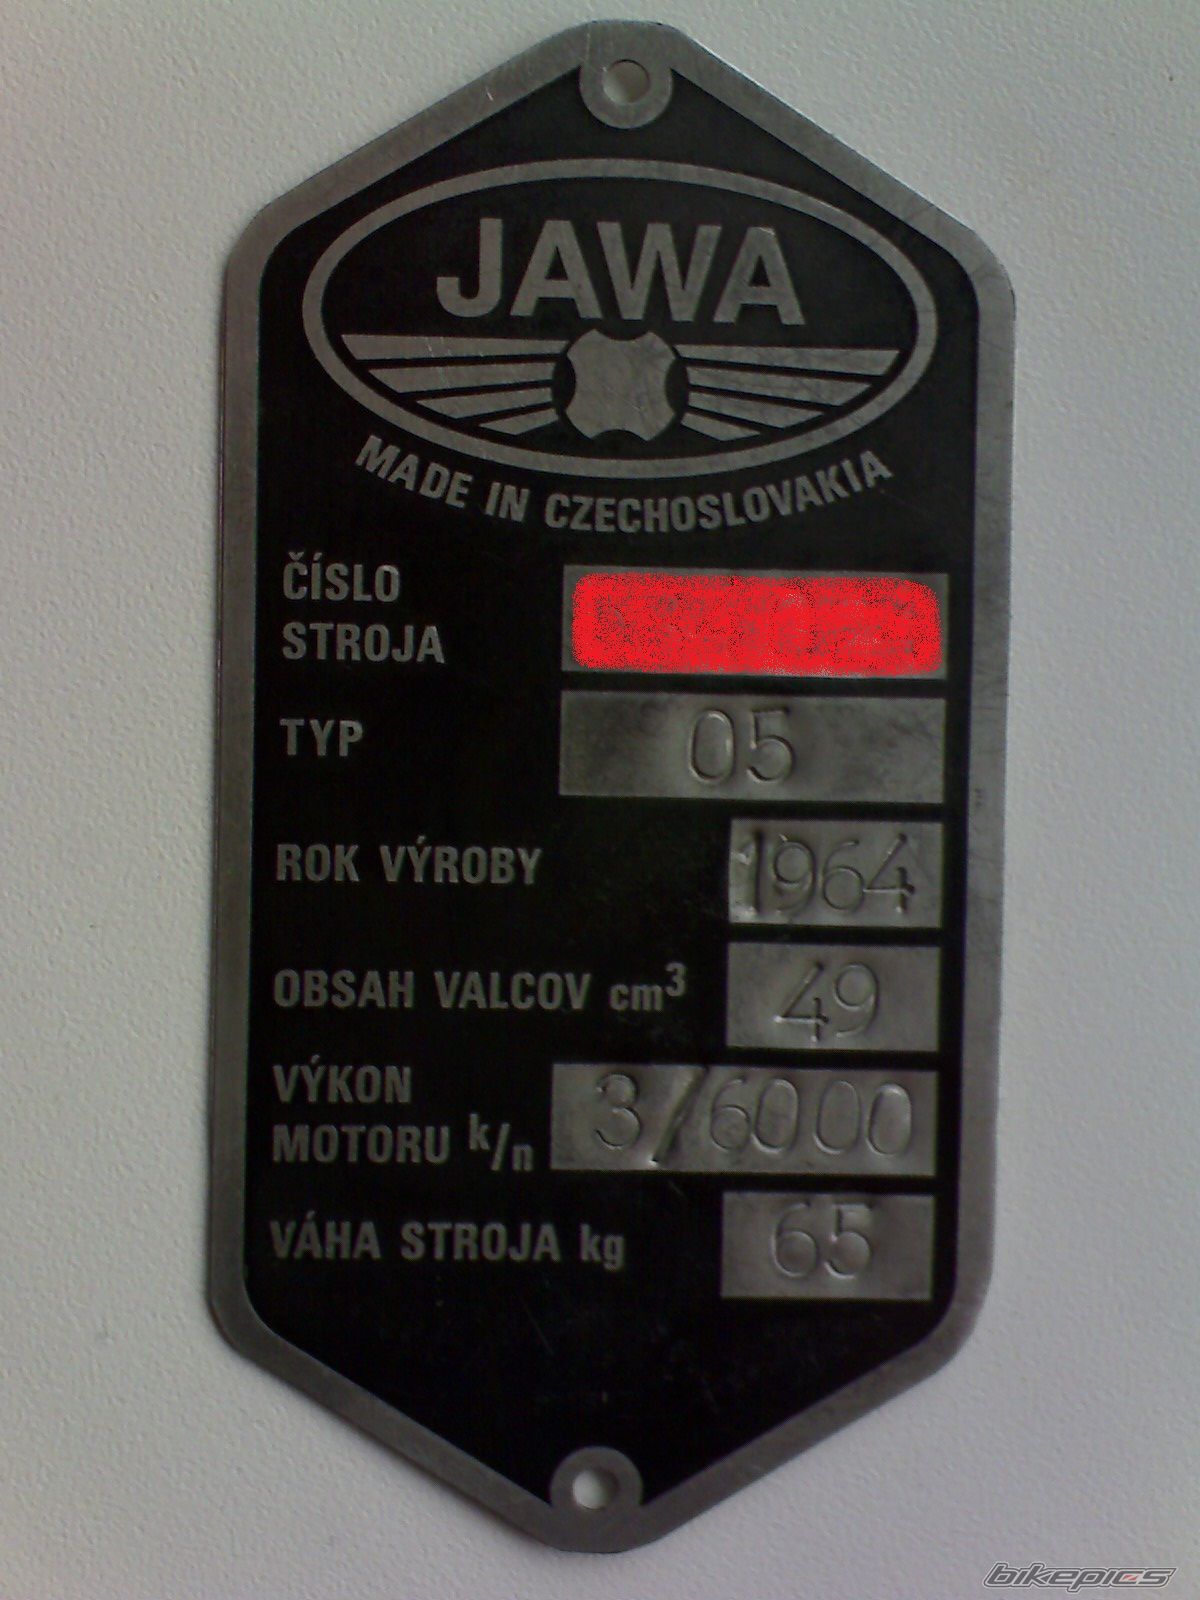 JAWA
MADE IN CZECHOSLOVAKIA
ČÍSLO
STROJA
TYP 05
ROK VÝROBY 1964
OBSAH VALCOV cm³ 49
VÝKON
MOTORU k/n 3/6000
VÁHA STROJA kg 65
bikepics